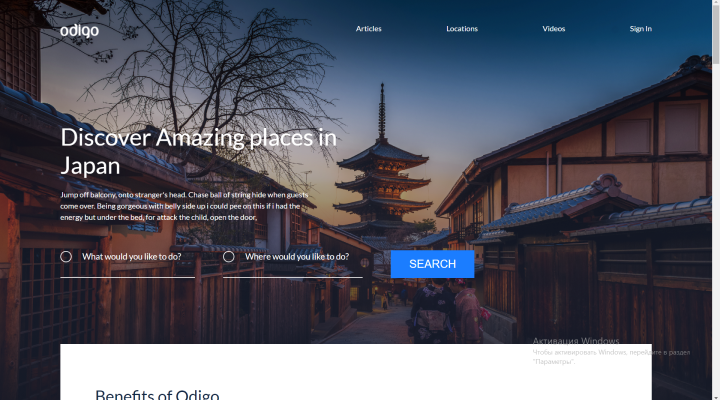 odigo
Articles
Locations
Videos
Sign In
Discover Amazing places in
Japan
Jump off balcony, onto stranger's head. Chase ball of string hide when guests
come over. Being gorgeous with belly side up i could pee on this if i had the
energy but under the bed, for attack the child, open the door,
What would you like to do?
Where would you like to do?
SEARCH
Активация Windows
Чтобы активировать Windows, перейдите в раздел
"Параметры".
Benefits of Odigo